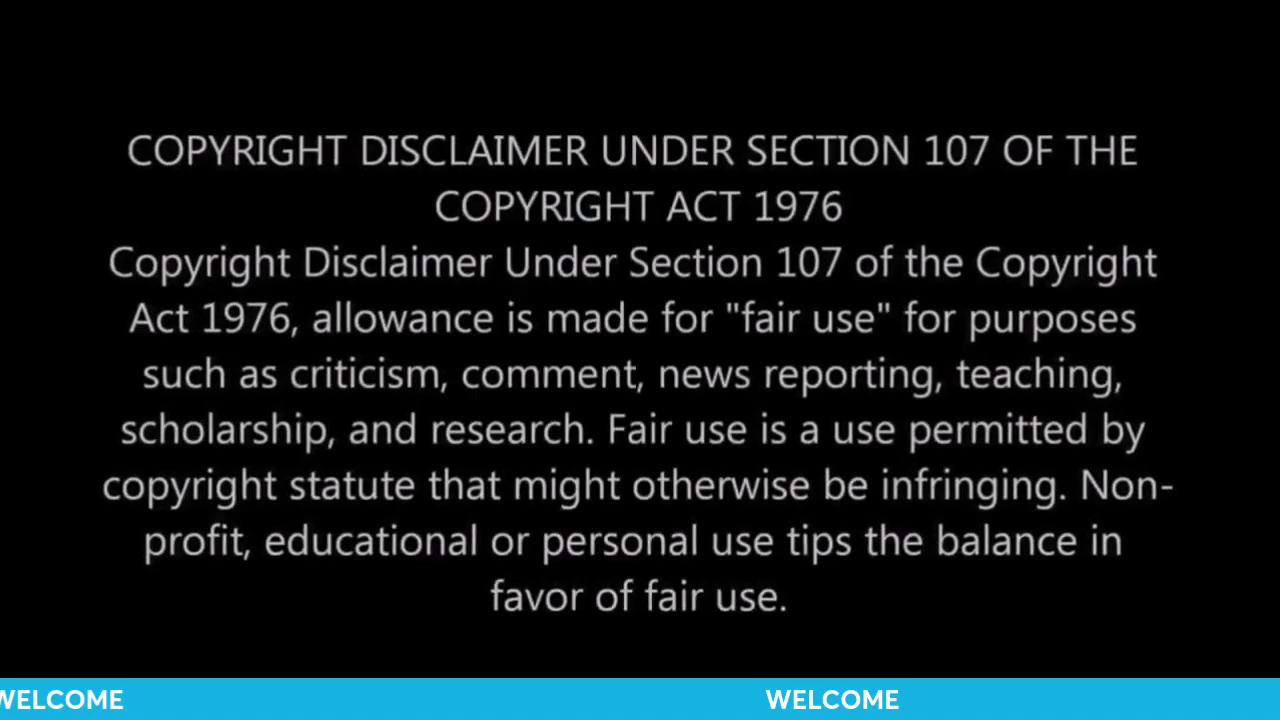 COPYRIGHT DISCLAIMER UNDER SECTION 107 OF THE
COPYRIGHT ACT 1976
Copyright Disclaimer Under Section 107 of the Copyright
Act 1976, allowance is made for "fair use" for purposes
such as criticism, comment, news reporting, teaching,
scholarship, and research. Fair use is a use permitted by
copyright statute that might otherwise be infringing. Non-
profit, educational or personal use tips the balance in
favor of fair use.
WELCOME WELCOME